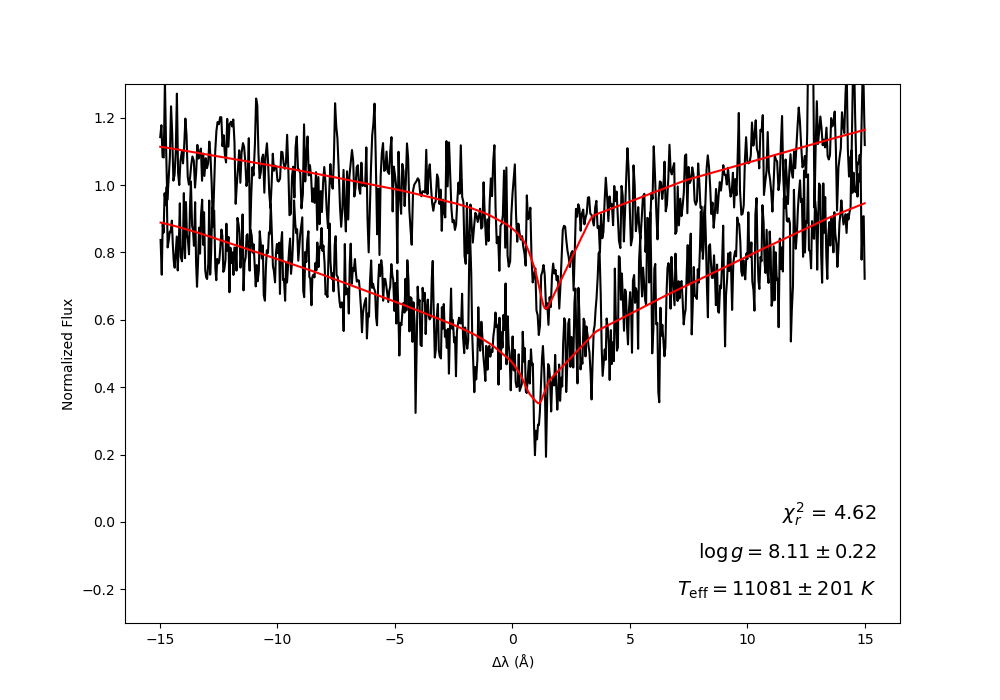 1.2
1.0
0.8
0.6
0.4
0.2
0.0
−0.2
Normalized Flux
χ²ᵣ = 4.62
log g = 8.11 ± 0.22
T_eff = 11081 ± 201 K
−15 −10 −5 0 5 10 15
Δλ (Å)